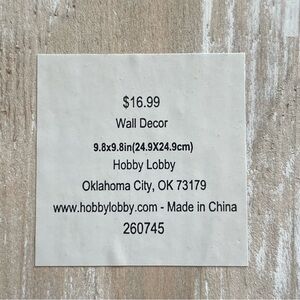 $16.99
Wall Decor
9.8x9.8in(24.9X24.9cm)
Hobby Lobby
Oklahoma City, OK 73179
www.hobbylobby.com - Made in China
260745